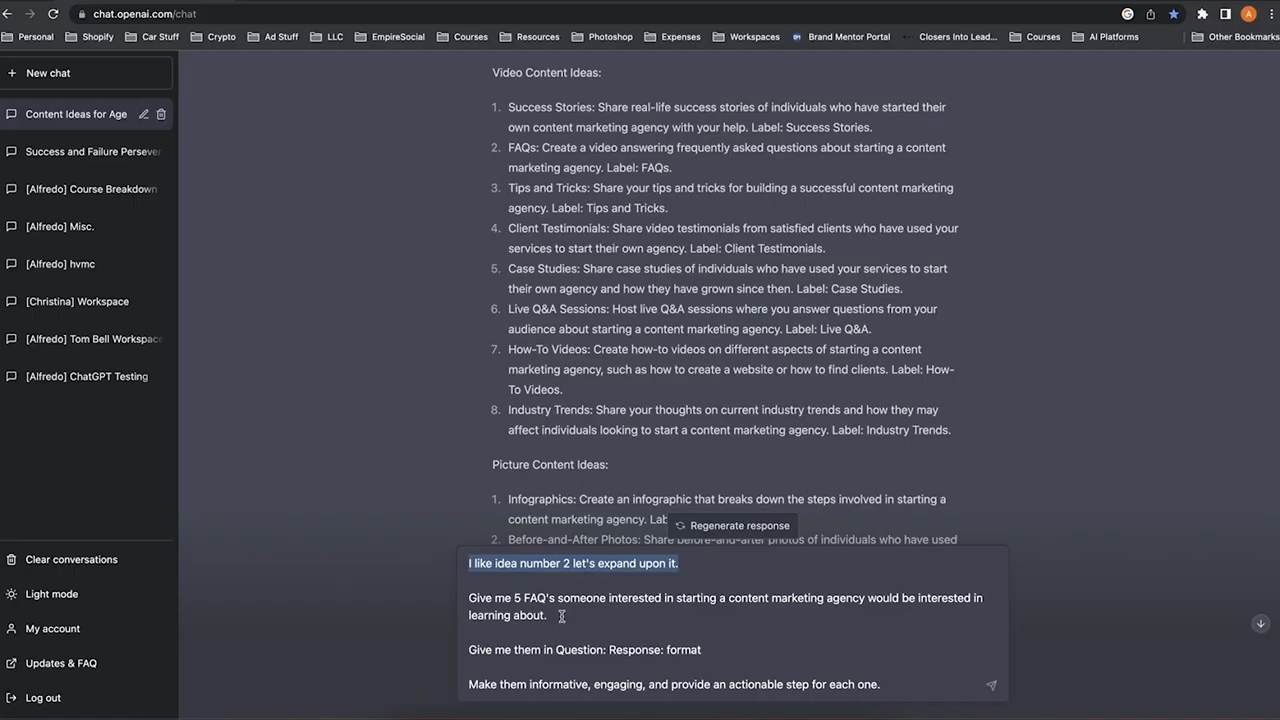 chat.openai.com/chat
A
Personal
Shopify
Car Stuff
Crypto
Ad Stuff
LLC
EmpireSocial
Courses
Resources
Photoshop
Expenses
Workspaces
Brand Mentor Portal
Closers Into Lead...
Courses
AI Platforms
Other Bookmarks
New chat
Content Ideas for Age
Success and Failure Persever
[Alfredo] Course Breakdown
[Alfredo] Misc.
[Alfredo] hvmc
[Christina] Workspace
[Alfredo] Tom Bell Workspace
[Alfredo] ChatGPT Testing
Clear conversations
Light mode
My account
Updates & FAQ
Log out
Video Content Ideas:
1. Success Stories: Share real-life success stories of individuals who have started their
own content marketing agency with your help. Label: Success Stories.
2. FAQs: Create a video answering frequently asked questions about starting a content
marketing agency. Label: FAQs.
3. Tips and Tricks: Share your tips and tricks for building a successful content marketing
agency. Label: Tips and Tricks.
4. Client Testimonials: Share video testimonials from satisfied clients who have used your
services to start their own agency. Label: Client Testimonials.
5. Case Studies: Share case studies of individuals who have used your services to start
their own agency and how they have grown since then. Label: Case Studies.
6. Live Q&A Sessions: Host live Q&A sessions where you answer questions from your
audience about starting a content marketing agency. Label: Live Q&A.
7. How-To Videos: Create how-to videos on different aspects of starting a content
marketing agency, such as how to create a website or how to find clients. Label: How-
To Videos.
8. Industry Trends: Share your thoughts on current industry trends and how they may
affect individuals looking to start a content marketing agency. Label: Industry Trends.
Picture Content Ideas:
1. Infographics: Create an infographic that breaks down the steps involved in starting a
content marketing agency. Lab
Regenerate response
2. Before-and-After Photos: Share before-and-after photos of individuals who have used
I like idea number 2 let's expand upon it.
Give me 5 FAQ's someone interested in starting a content marketing agency would be interested in
learning about.
Give me them in Question: Response: format
Make them informative, engaging, and provide an actionable step for each one.